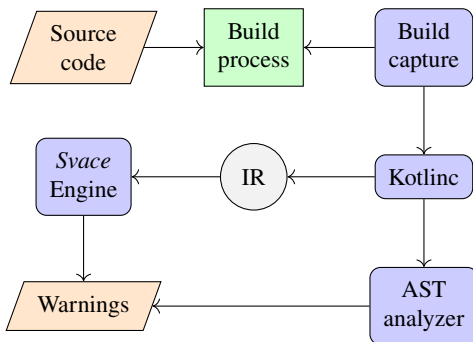 Source
code
Build
process
Build
capture
Svace
Engine
IR
Kotlinc
Warnings
AST
analyzer